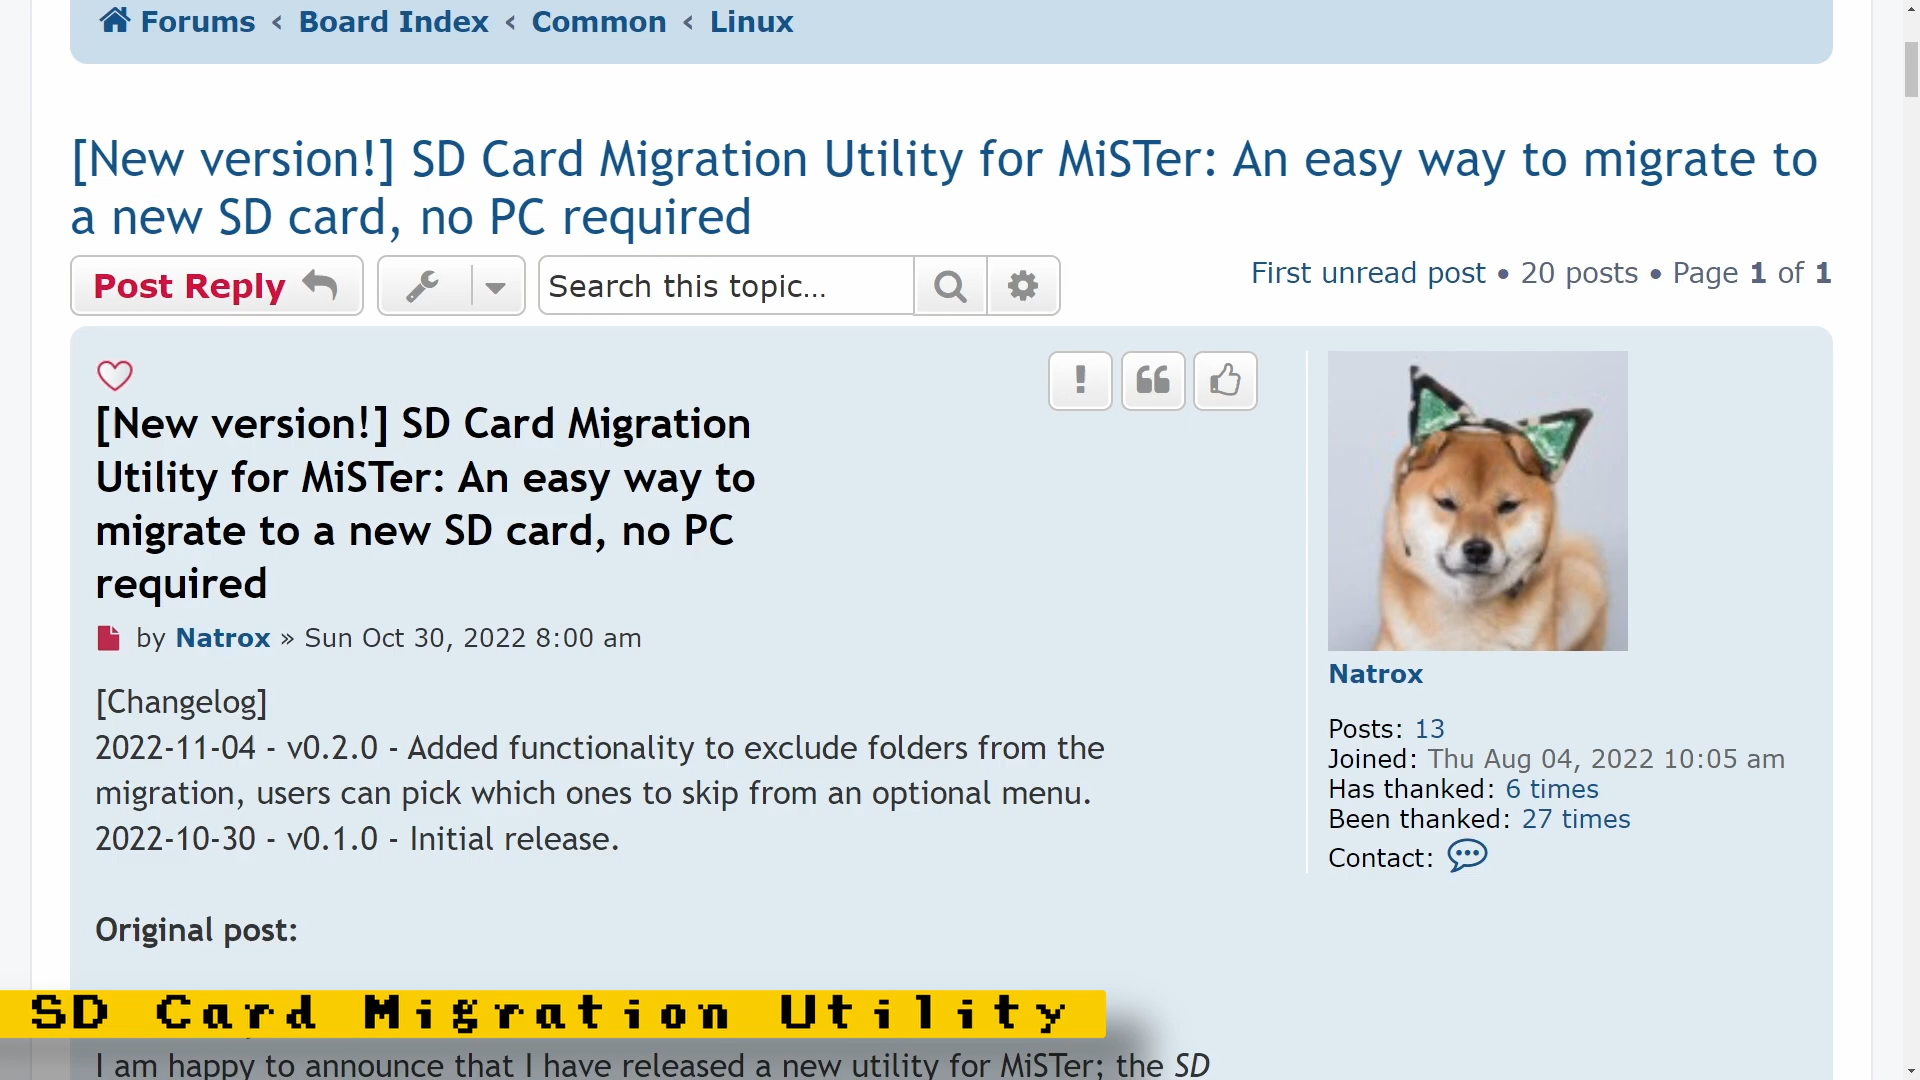 Forums ‹ Board Index ‹ Common ‹ Linux
[New version!] SD Card Migration Utility for MiSTer: An easy way to migrate to
a new SD card, no PC required
Post Reply
Search this topic…
First unread post • 20 posts • Page 1 of 1
[New version!] SD Card Migration
Utility for MiSTer: An easy way to
migrate to a new SD card, no PC
required
by Natrox » Sun Oct 30, 2022 8:00 am
[Changelog]
2022-11-04 - v0.2.0 - Added functionality to exclude folders from the
migration, users can pick which ones to skip from an optional menu.
2022-10-30 - v0.1.0 - Initial release.
Original post:
Natrox
Posts: 13
Joined: Thu Aug 04, 2022 10:05 am
Has thanked: 6 times
Been thanked: 27 times
Contact:
SD Card Migration Utility
I am happy to announce that I have released a new utility for MiSTer; the SD